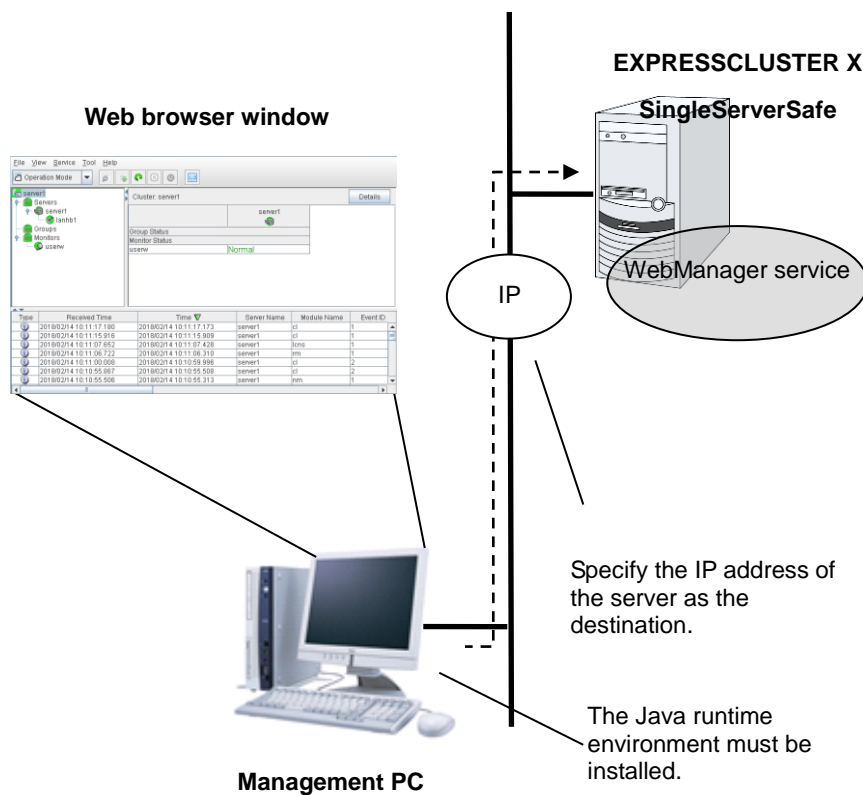 EXPRESSCLUSTER X
SingleServerSafe
Web browser window
File View Service Tool Help
Operation Mode
server1
Servers
server1
lanhb1
Groups
Monitors
userw
Cluster: server1
Details
server1
Group Status
Monitor Status
userw Normal
Type Received Time Time Server Name Module Name Event ID
2018/02/14 10:11:17.180 2018/02/14 10:11:17.173 server1 cl 1
2018/02/14 10:11:15.916 2018/02/14 10:11:15.909 server1 cl 1
2018/02/14 10:11:07.652 2018/02/14 10:11:07.428 server1 lcns 1
2018/02/14 10:11:06.722 2018/02/14 10:11:06.310 server1 rm 1
2018/02/14 10:11:00.008 2018/02/14 10:10:59.996 server1 cl 2
2018/02/14 10:10:55.867 2018/02/14 10:10:55.509 server1 cl 2
2018/02/14 10:10:55.506 2018/02/14 10:10:55.313 server1 nm 1
WebManager service
IP
Specify the IP address of
the server as the
destination.
The Java runtime
environment must be
installed.
Management PC